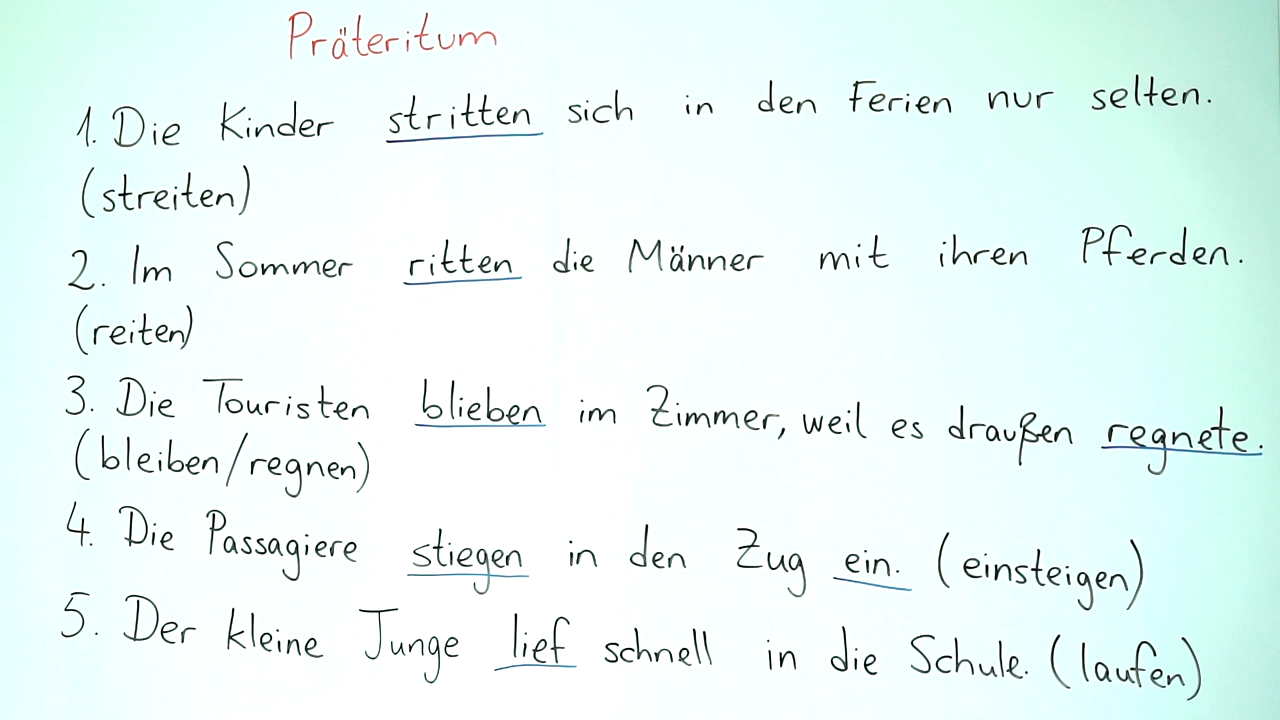 Präteritum
1. Die Kinder stritten sich in den Ferien nur selten.
(streiten)
2. Im Sommer ritten die Männer mit ihren Pferden.
(reiten)
3. Die Touristen blieben im Zimmer, weil es draußen regnete.
(bleiben/regnen)
4. Die Passagiere stiegen in den Zug ein. (einsteigen)
5. Der kleine Junge lief schnell in die Schule. (laufen)